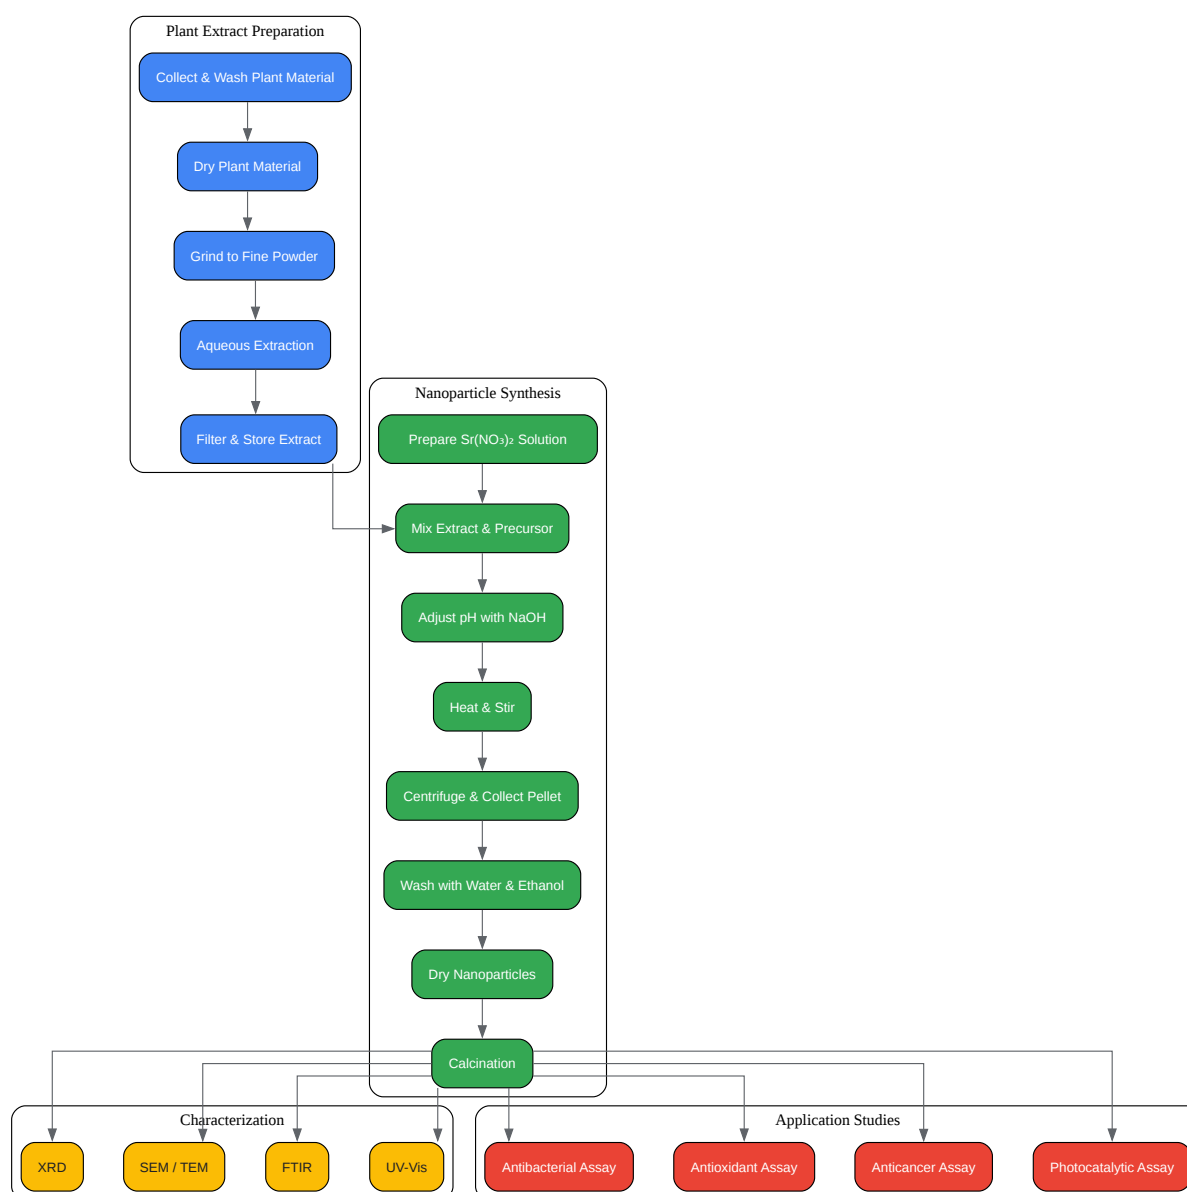 Plant Extract Preparation
Collect & Wash Plant Material
Dry Plant Material
Grind to Fine Powder
Aqueous Extraction
Filter & Store Extract
Nanoparticle Synthesis
Prepare Sr(NO₃)₂ Solution
Mix Extract & Precursor
Adjust pH with NaOH
Heat & Stir
Centrifuge & Collect Pellet
Wash with Water & Ethanol
Dry Nanoparticles
Calcination
Characterization
XRD
SEM / TEM
FTIR
UV-Vis
Application Studies
Antibacterial Assay
Antioxidant Assay
Anticancer Assay
Photocatalytic Assay